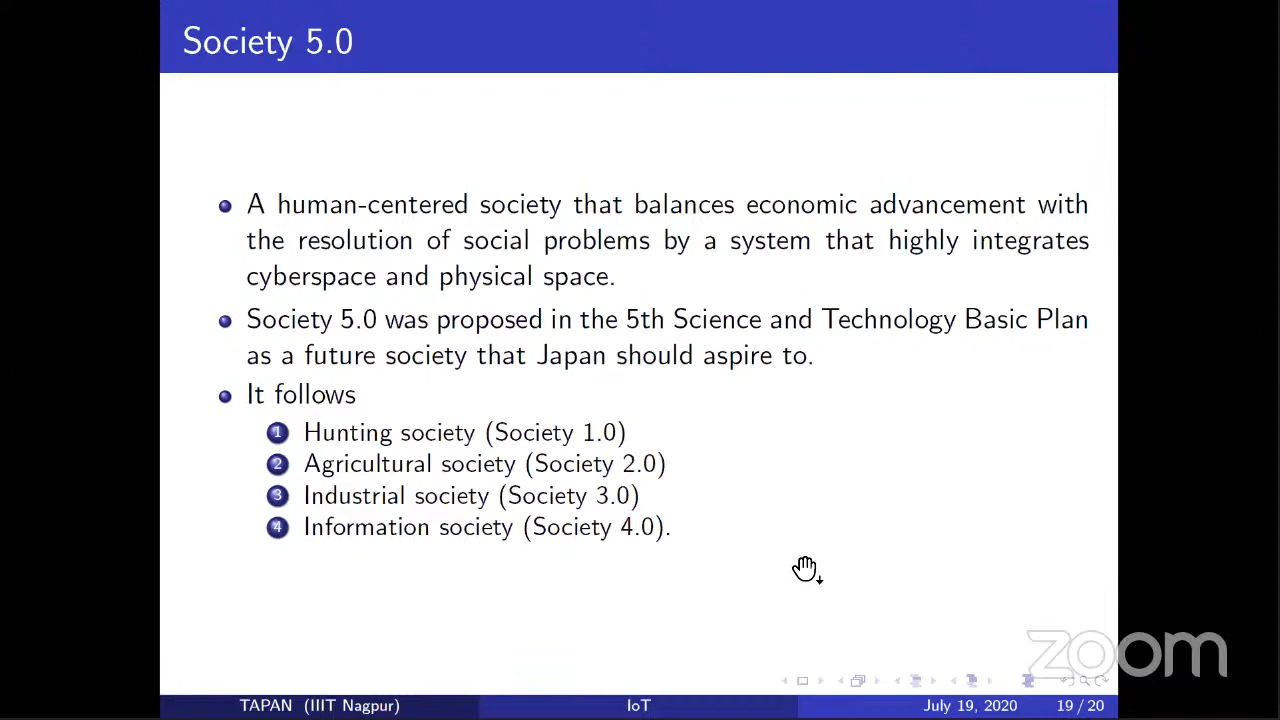 Society 5.0
A human-centered society that balances economic advancement with
the resolution of social problems by a system that highly integrates
cyberspace and physical space.
Society 5.0 was proposed in the 5th Science and Technology Basic Plan
as a future society that Japan should aspire to.
It follows
1 Hunting society (Society 1.0)
2 Agricultural society (Society 2.0)
3 Industrial society (Society 3.0)
4 Information society (Society 4.0).
zoom
TAPAN (IIIT Nagpur) IoT July 19, 2020 19 / 20